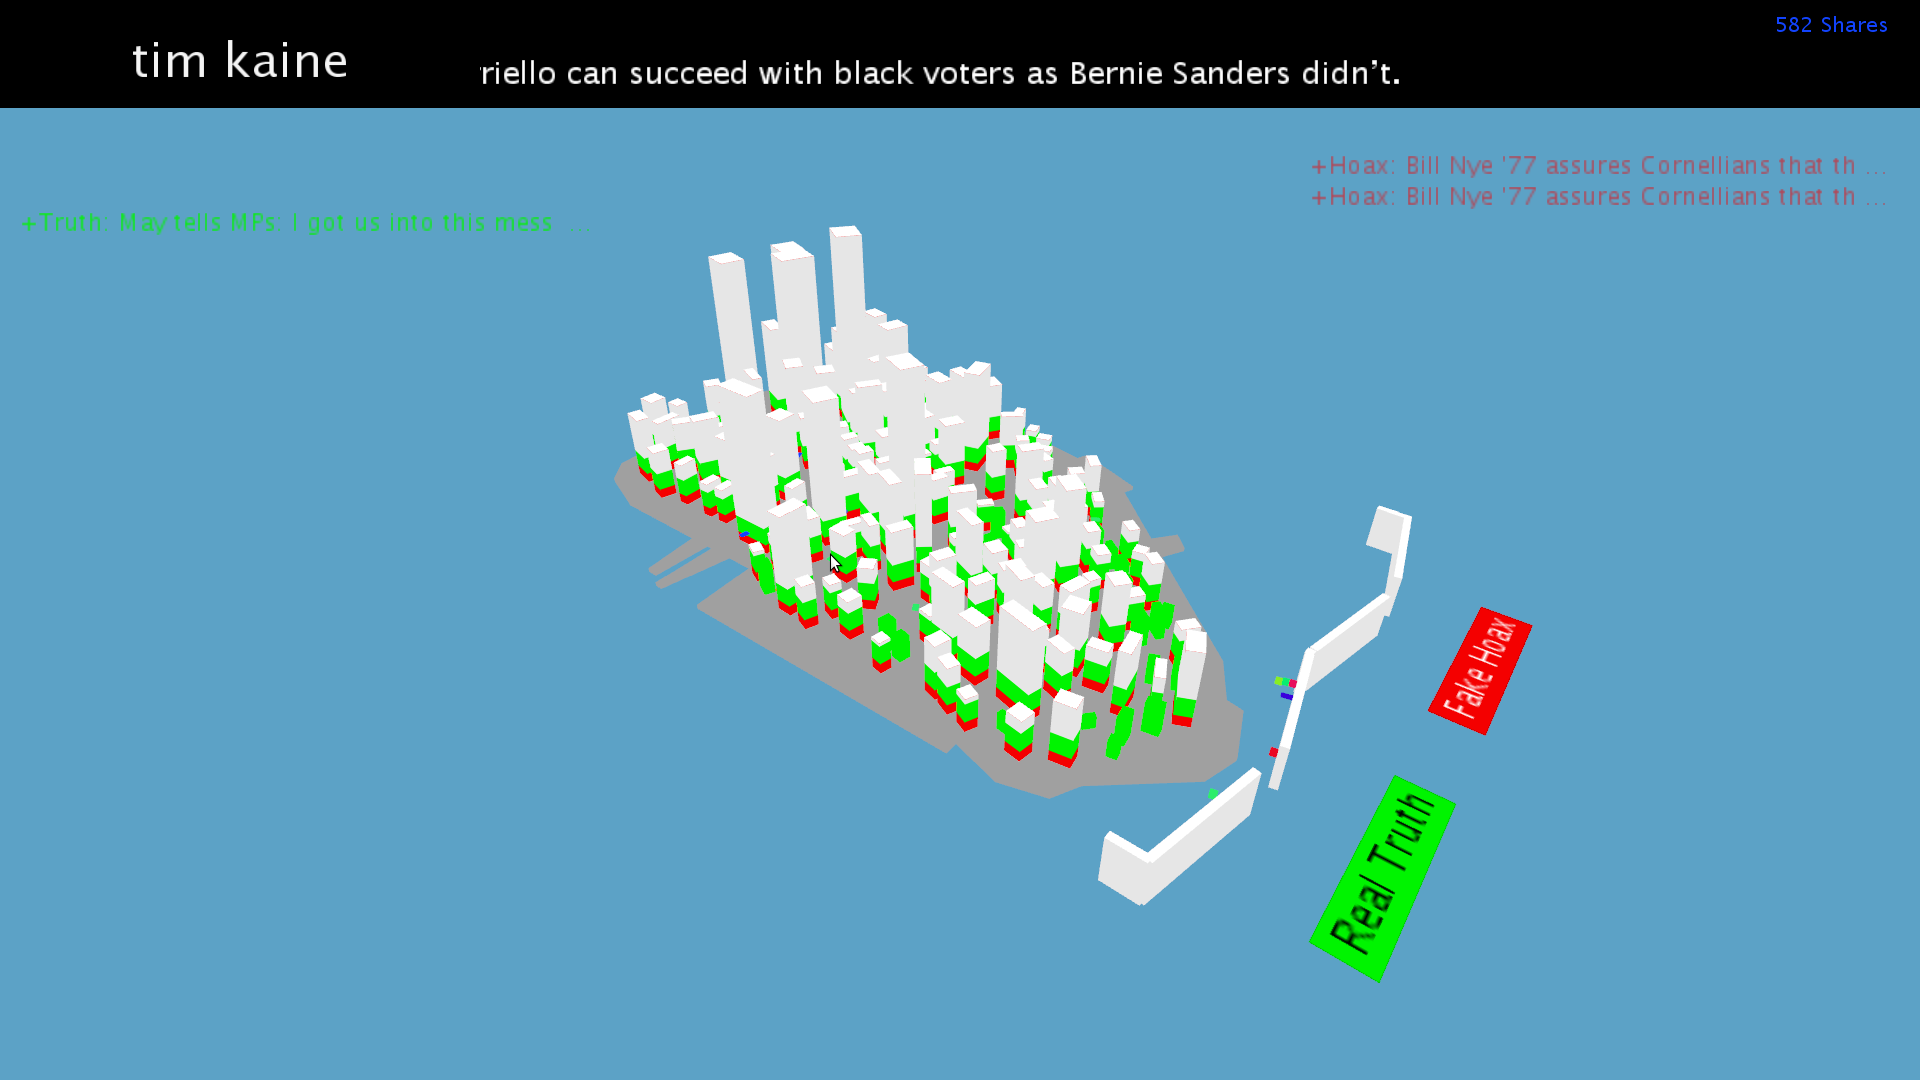 582 Shares
tim kaine
riello can succeed with black voters as Bernie Sanders didn't.
+Hoax: Bill Nye '77 assures Cornellians that th ...
+Hoax: Bill Nye '77 assures Cornellians that th ...
+Truth: May tells MPs: I got us into this mess ...
Fake Hoax
Real Truth